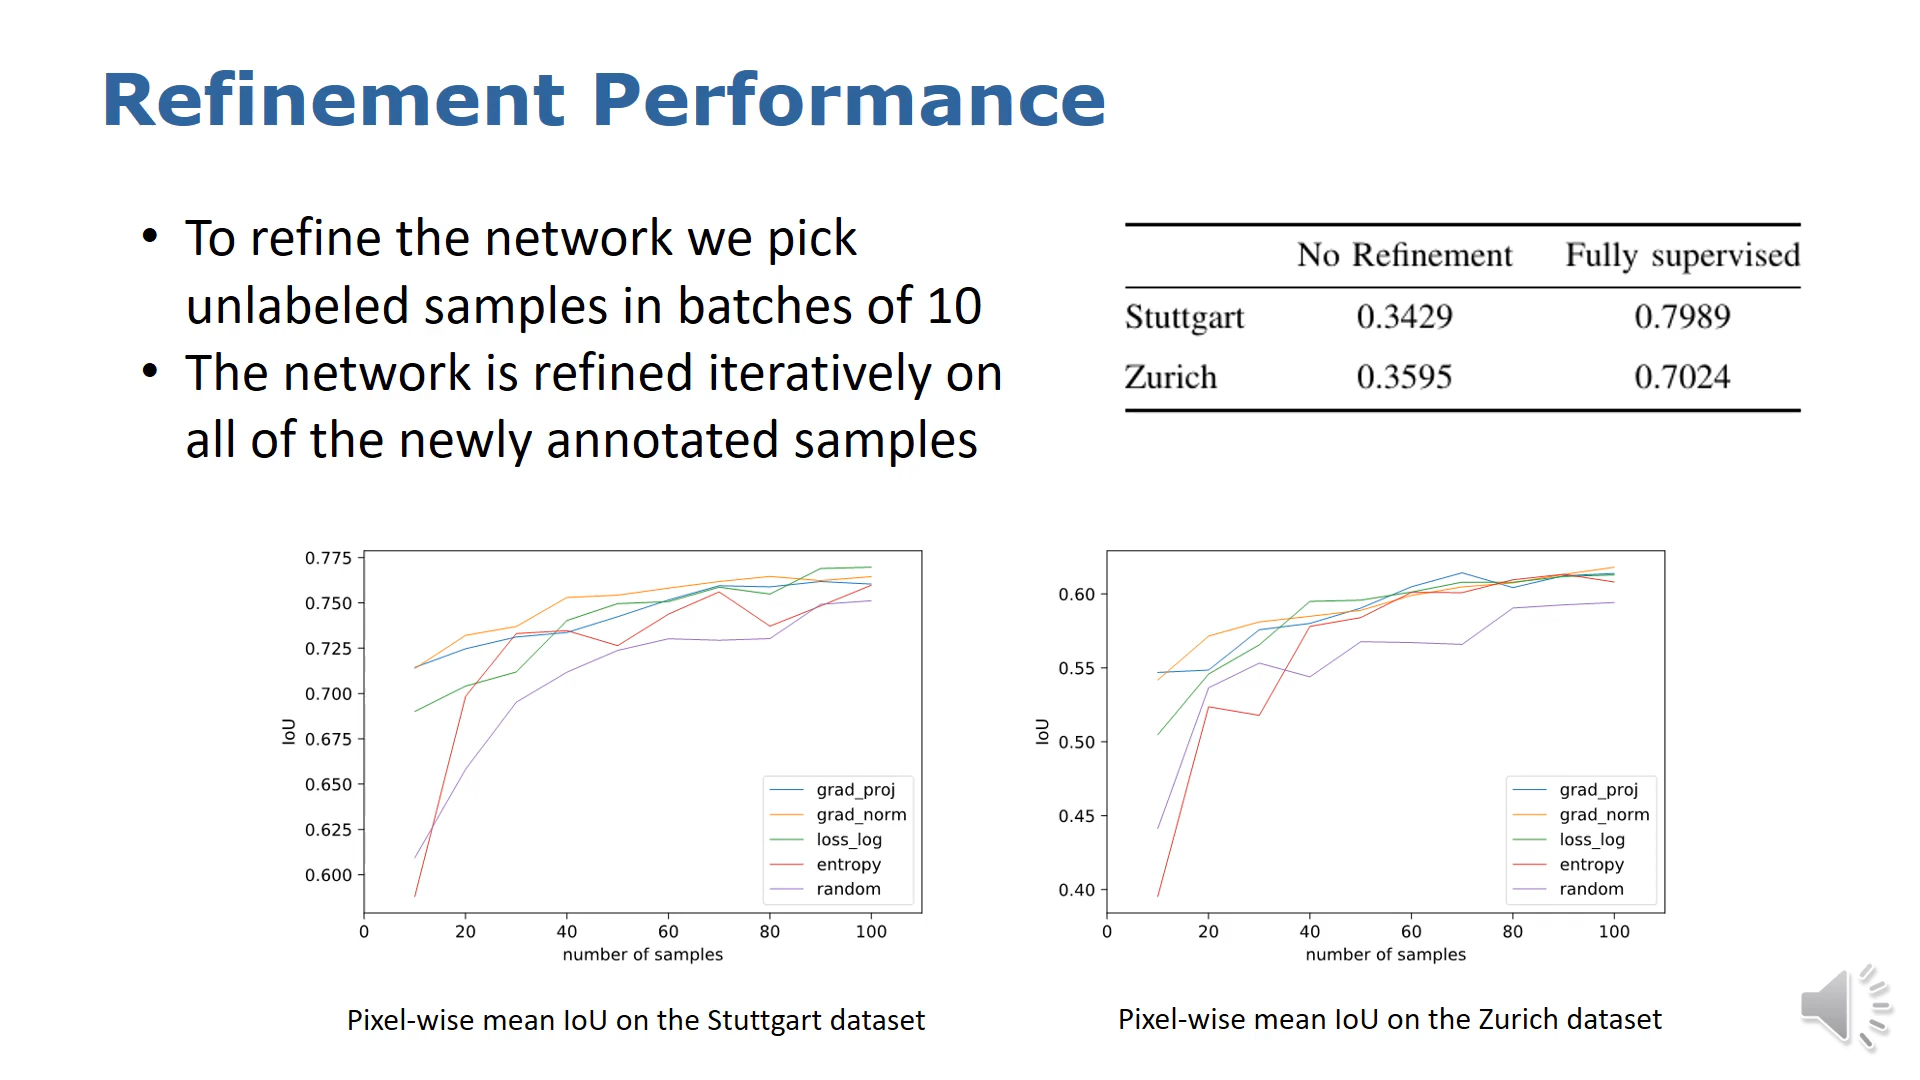 Refinement Performance
• To refine the network we pick
unlabeled samples in batches of 10
• The network is refined iteratively on
all of the newly annotated samples
No Refinement Fully supervised
Stuttgart 0.3429 0.7989
Zurich 0.3595 0.7024
0.775
0.750
0.725
0.700
0.675
0.650
0.625
0.600
IoU
grad_proj
grad_norm
loss_log
entropy
random
0 20 40 60 80 100
number of samples
Pixel-wise mean IoU on the Stuttgart dataset
0.60
0.55
0.50
0.45
0.40
IoU
grad_proj
grad_norm
loss_log
entropy
random
0 20 40 60 80 100
number of samples
Pixel-wise mean IoU on the Zurich dataset